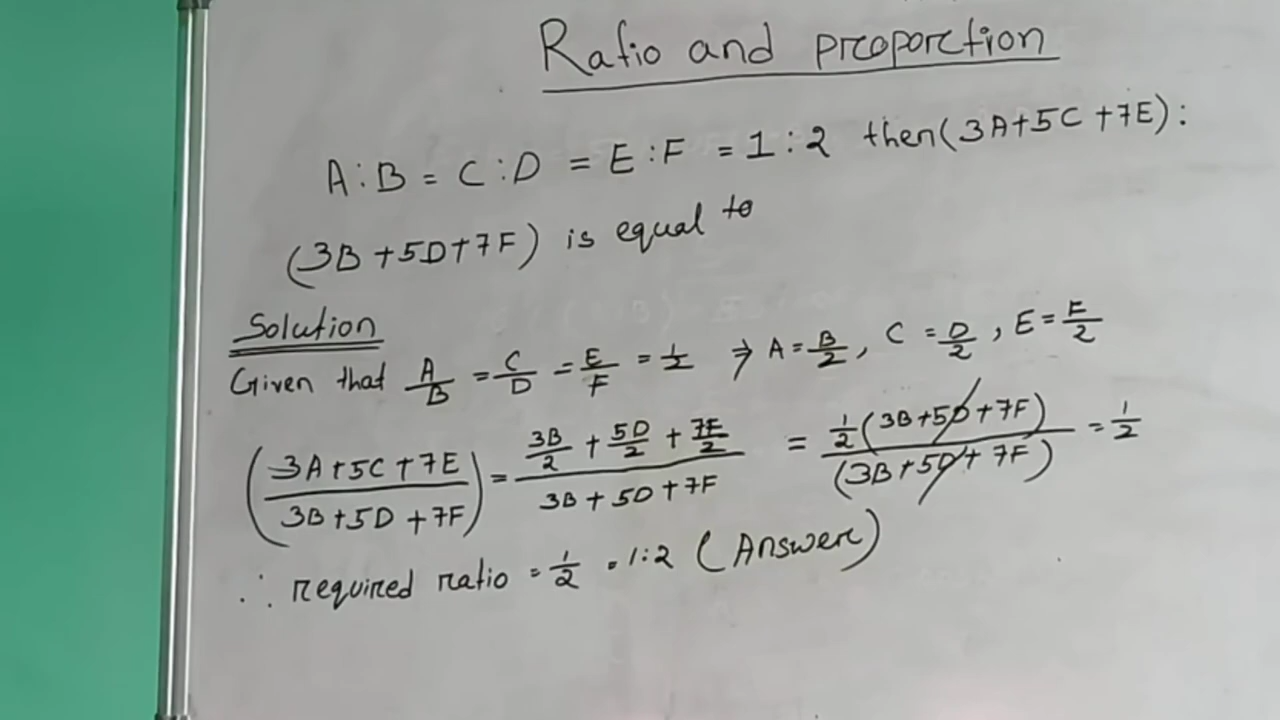 Ratio and proportion
A:B = C:D = E:F = 1:2 then (3A+5C+7E):
(3B+5D+7F) is equal to
Solution
Given that A/B = C/D = E/F = 1/2 ⇒ A = B/2, C = D/2, E = F/2
((3A+5C+7E)/(3B+5D+7F)) = (3B/2 + 5D/2 + 7F/2)/(3B+5D+7F) = 1/2(3B+5D+7F)/(3B+5D+7F) = 1/2
∴ required ratio = 1/2 = 1:2 (Answer)